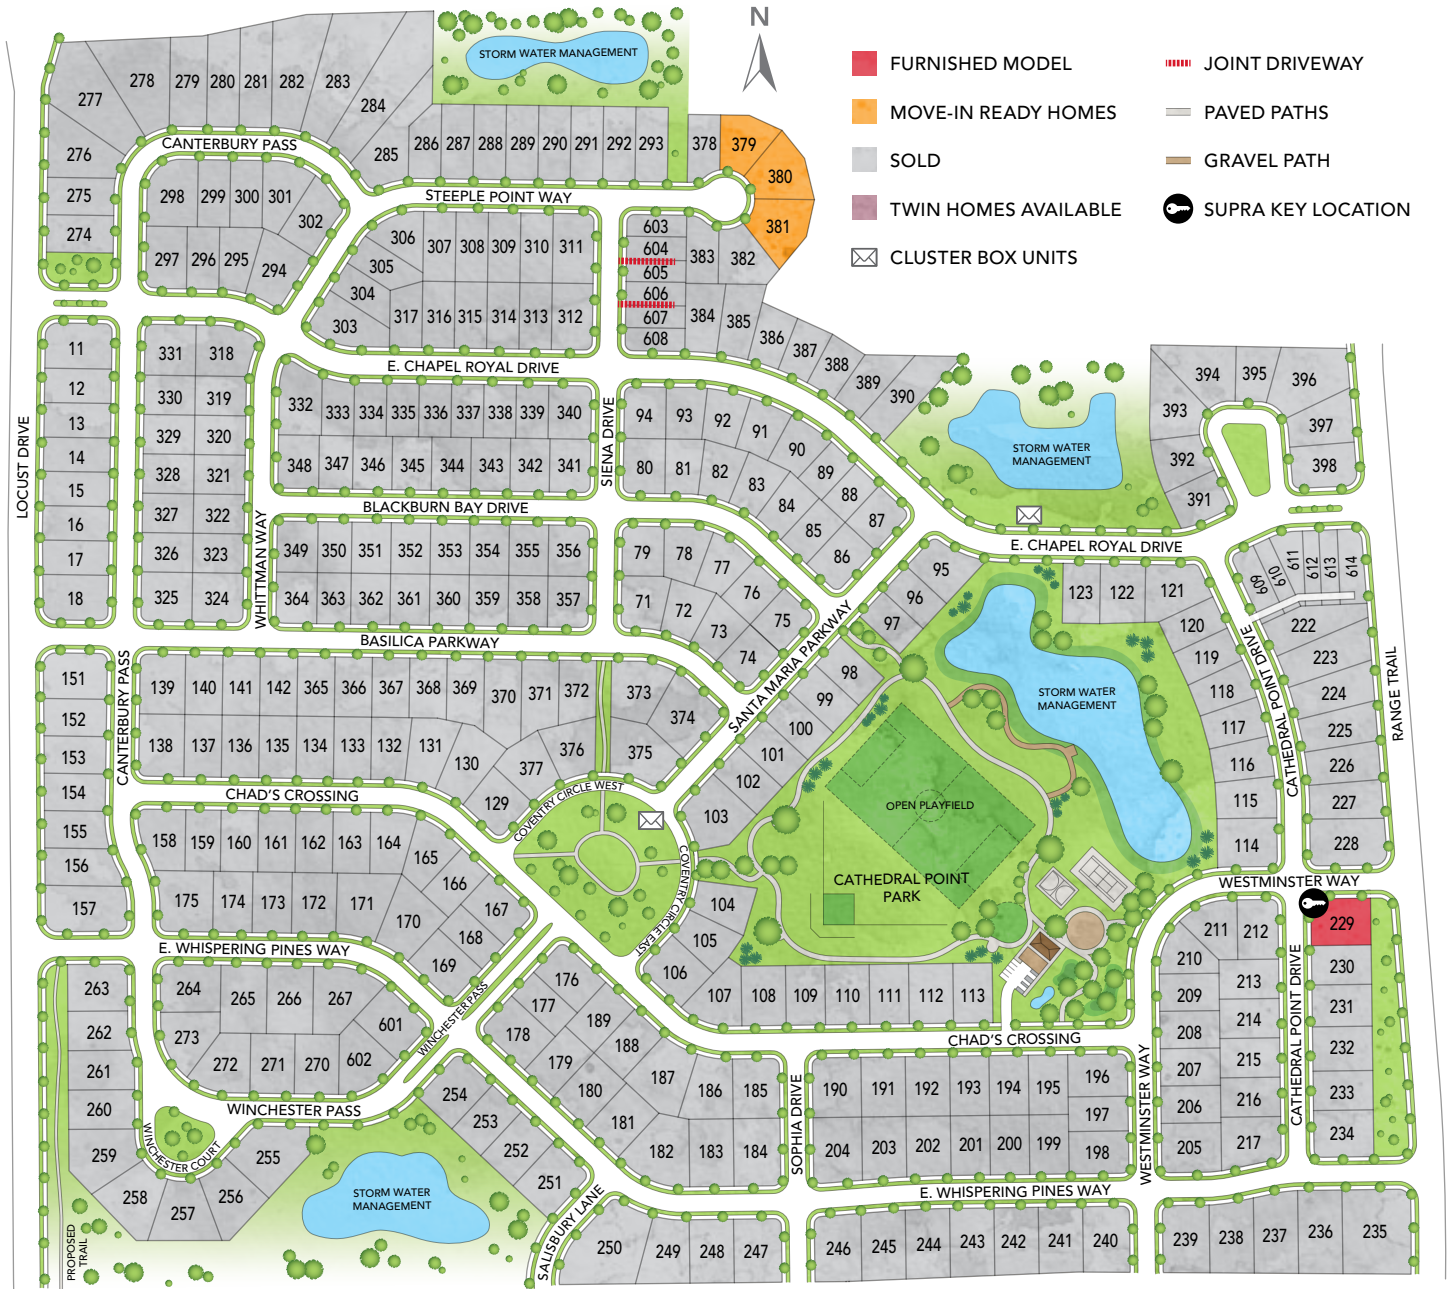 N
FURNISHED MODEL
JOINT DRIVEWAY
MOVE-IN READY HOMES
PAVED PATHS
SOLD
GRAVEL PATH
TWIN HOMES AVAILABLE
SUPRA KEY LOCATION
CLUSTER BOX UNITS
STORM WATER MANAGEMENT
277 278 279 280 281 282 283 284 285
286 287 288 289 290 291 292 293 378 379 380 381
276 275 274
CANTERBURY PASS
STEEPLE POINT WAY
298 299 300 301 302
297 296 295 294
306 307 308 309 310 311
305 304 303
317 316 315 314 313 312
603 604 605 606 607 608
383 382 384 385 386 387 388 389 390
E. CHAPEL ROYAL DRIVE
LOCUST DRIVE
11 12 13 14 15 16 17 18
331 318
330 319
329 320
328 321
327 322
326 323
325 324
WHITTMAN WAY
332 333 334 335 336 337 338 339 340
348 347 346 345 344 343 342 341
SIENA DRIVE
BLACKBURN BAY DRIVE
349 350 351 352 353 354 355 356
364 363 362 361 360 359 358 357
BASILICA PARKWAY
94 93 92 91 90 89 88 87
80 81 82 83 84 85 86
79 78 77 76 75
71 72 73 74
SANTA MARIA PARKWAY
STORM WATER
MANAGEMENT
394 395 396
393 397
392 398
391
E. CHAPEL ROYAL DRIVE
609 610 611 612 613 614
95 96 97 98 99 100 101 102 103
123 122 121 120 119 118 117 116 115 114
222 223 224 225 226 227 228
CATHEDRAL POINT DRIVE
RANGE TRAIL
STORM WATER
MANAGEMENT
OPEN PLAYFIELD
CATHEDRAL POINT
PARK
151 152 153 154 155 156 157
CANTERBURY PASS
139 140 141 142 365 366 367 368 369 370 371 372 373 374
138 137 136 135 134 133 132 131 130 129 377 376 375
CHAD'S CROSSING
COVENTRY CIRCLE WEST
COVENTRY CIRCLE EAST
158 159 160 161 162 163 164 165 166 167
175 174 173 172 171 170 168 169
E. WHISPERING PINES WAY
104 105 106 107 108 109 110 111 112 113
WESTMINSTER WAY
211 212 229
210 213 230
209 214 231
208 215 232
207 216 233
206 217 234
205
CATHEDRAL POINT DRIVE
WESTMINSTER WAY
CHAD'S CROSSING
263 262 261 260 259 258 257 256 255
264 265 266 267 601
273 272 271 270 602
WINCHESTER PASS
WINCHESTER PASS
WINCHESTER COURT
176 177 178 179 180 181 182 183 184
189 188 187 186 185
SOPHIA DRIVE
190 191 192 193 194 195 196
197
204 203 202 201 200 199 198
E. WHISPERING PINES WAY
254 253 252 251
SALISBURY LANE
STORM WATER
MANAGEMENT
PROPOSED
TRAIL
250 249 248 247
246 245 244 243 242 241 240
239 238 237 236 235